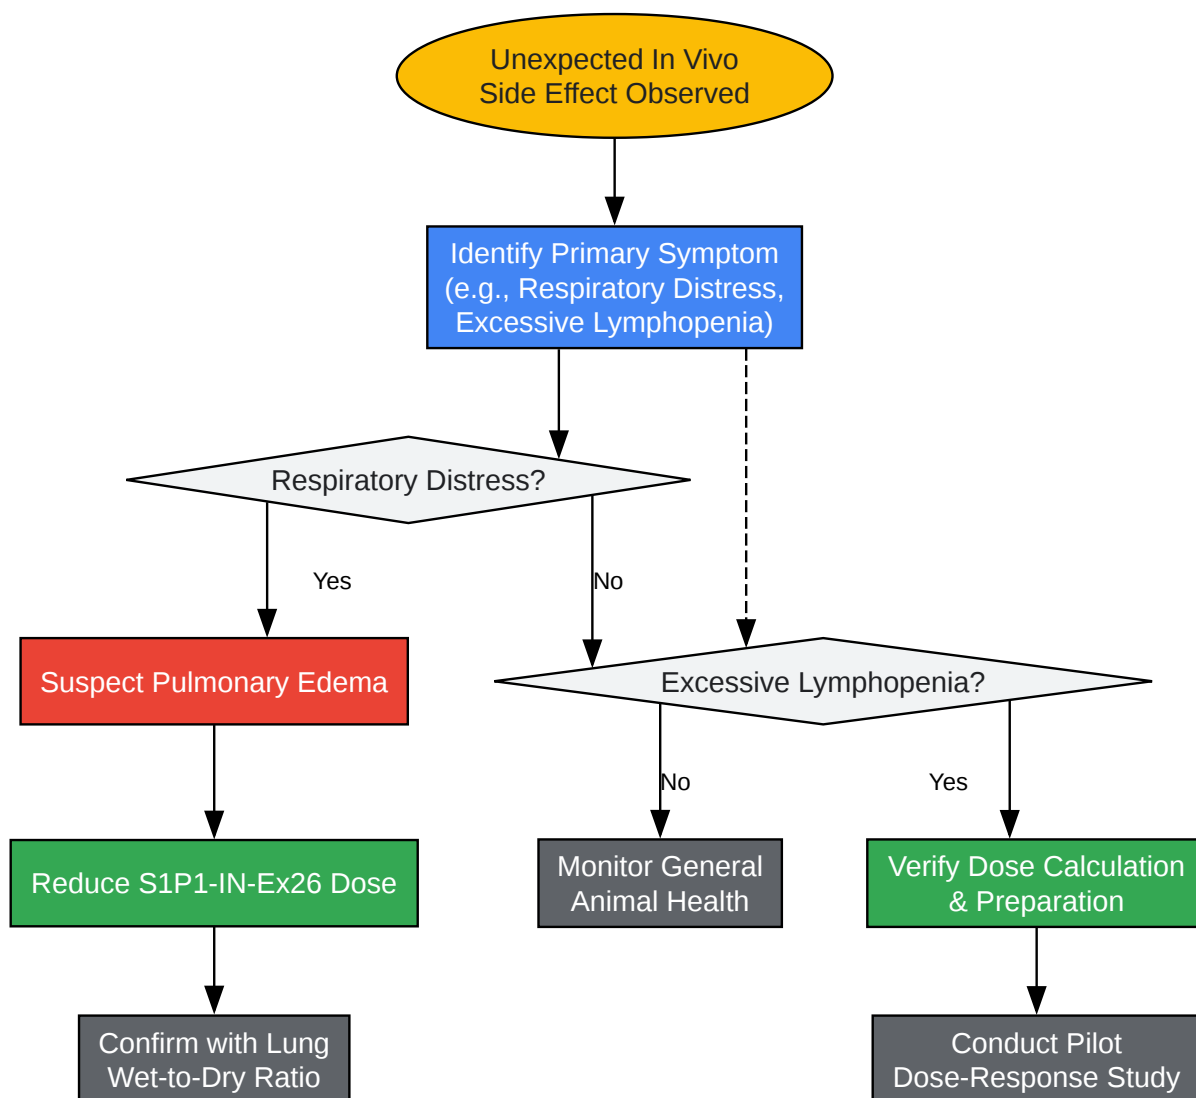 Unexpected In Vivo
Side Effect Observed
Identify Primary Symptom
(e.g., Respiratory Distress,
Excessive Lymphopenia)
Respiratory Distress?
Yes
No
Suspect Pulmonary Edema
Excessive Lymphopenia?
No
Yes
Reduce S1P1-IN-Ex26 Dose
Monitor General
Animal Health
Verify Dose Calculation
& Preparation
Confirm with Lung
Wet-to-Dry Ratio
Conduct Pilot
Dose-Response Study